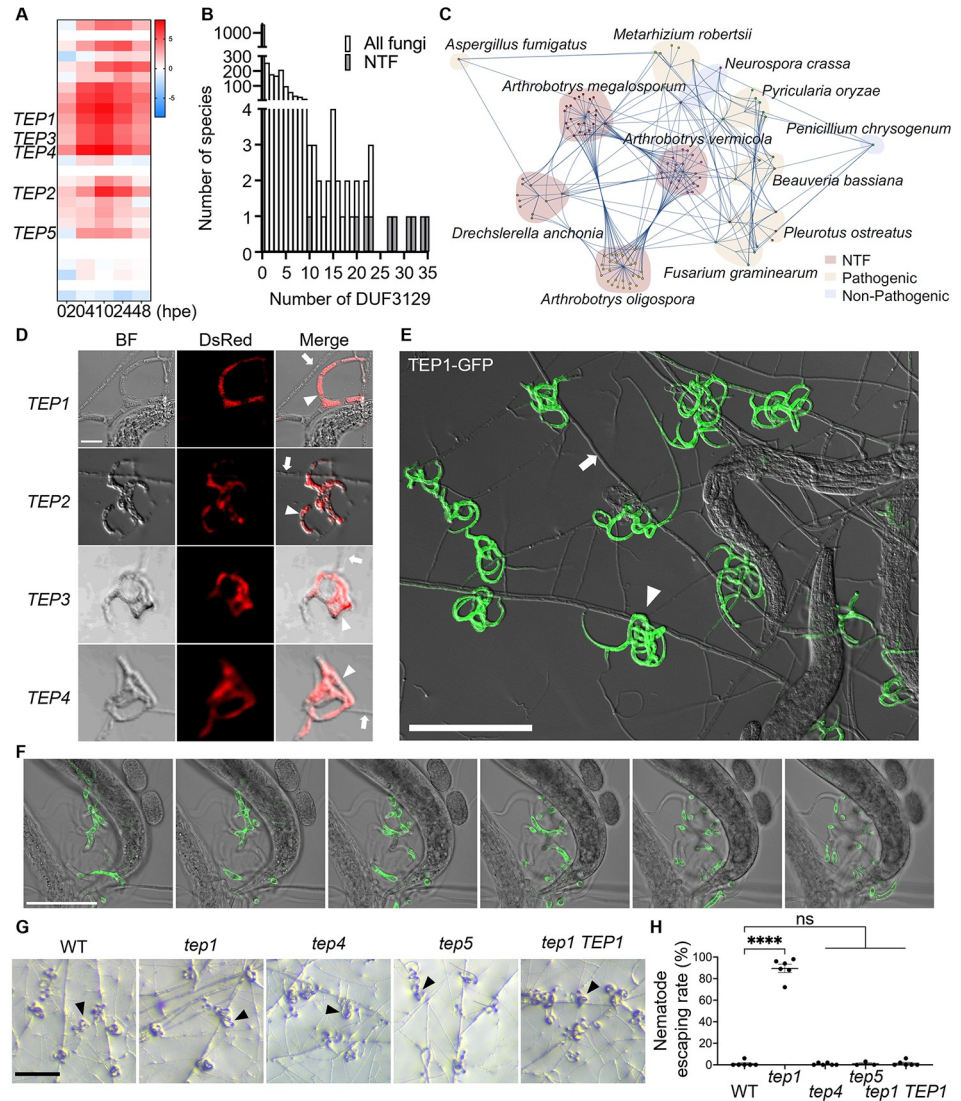 A
5
0
-5
TEP1
TEP3
TEP4
TEP2
TEP5
0204102448 (hpe)
B
All fungi
NTF
1000
300
200
100
4
3
2
1
0
0 5 10 15 20 25 30 35
Number of species
Number of DUF3129
C
Aspergillus fumigatus
Metarhizium robertsii
Neurospora crassa
Arthrobotrys megalosporum
Pyricularia oryzae
Penicillium chrysogenum
Arthrobotrys vermicola
Beauveria bassiana
Drechslerella anchonia
Pleurotus ostreatus
Fusarium graminearum
Arthrobotrys oligospora
NTF
Pathogenic
Non-Pathogenic
D
BF DsRed Merge
TEP1
TEP2
TEP3
TEP4
E
TEP1-GFP
F
G
WT tep1 tep4 tep5 tep1 TEP1
H
ns
****
Nematode
escaping rate (%)
100
80
60
40
20
0
WT tep1 tep4 tep5 tep1 TEP1